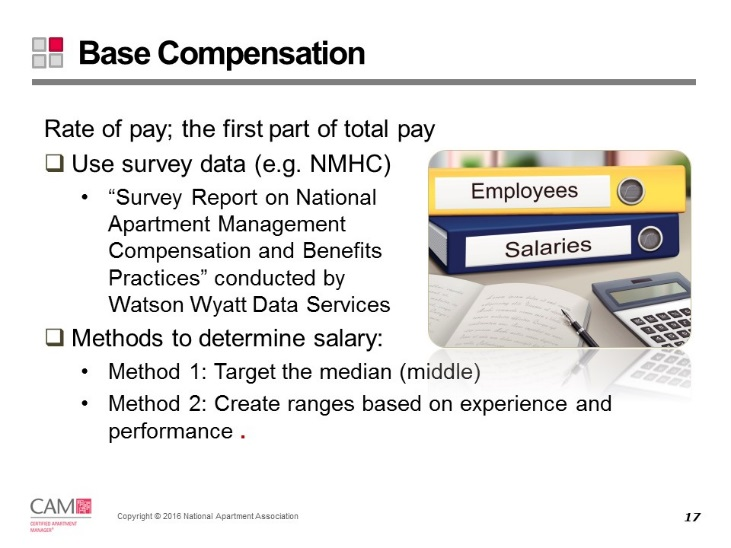 Base Compensation
Rate of pay; the first part of total pay
Use survey data (e.g. NMHC)
• “Survey Report on National
Apartment Management
Compensation and Benefits
Practices” conducted by
Watson Wyatt Data Services
Employees
Salaries
Methods to determine salary:
• Method 1: Target the median (middle)
• Method 2: Create ranges based on experience and
performance .
CAM
CERTIFIED APARTMENT
MANAGER®
Copyright © 2016 National Apartment Association
17